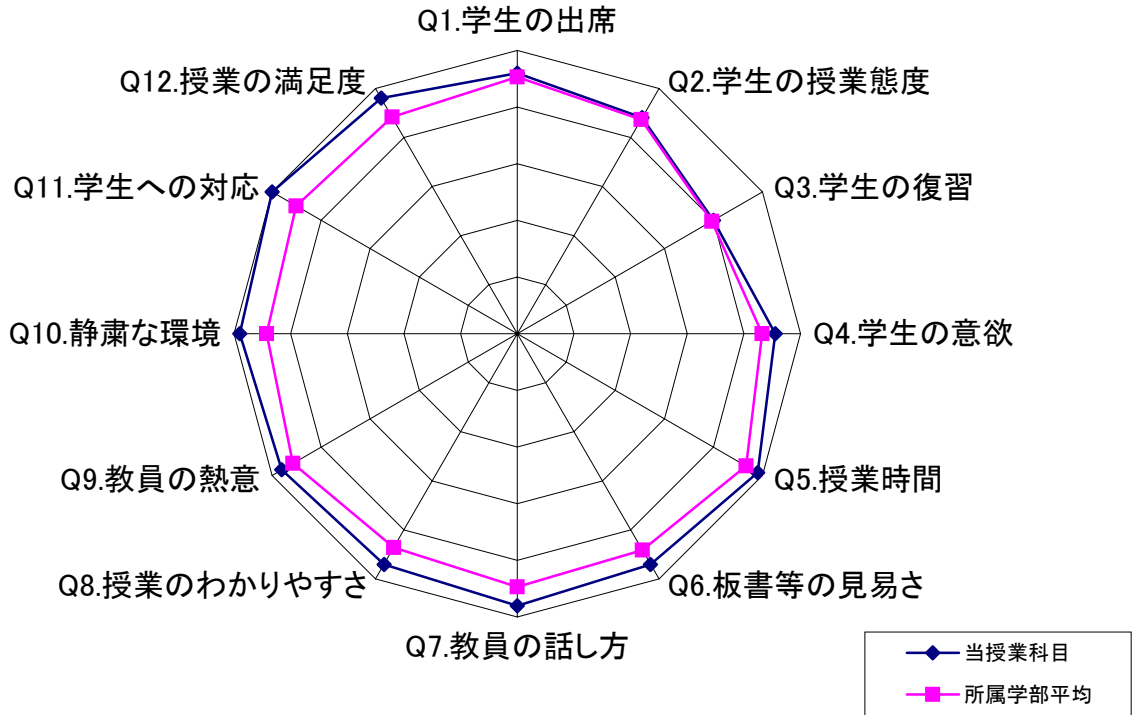 Q1.学生の出席
Q2.学生の授業態度
Q3.学生の復習
Q4.学生の意欲
Q5.授業時間
Q6.板書等の見易さ
Q7.教員の話し方
Q8.授業のわかりやすさ
Q9.教員の熱意
Q10.静粛な環境
Q11.学生への対応
Q12.授業の満足度
当授業科目
所属学部平均